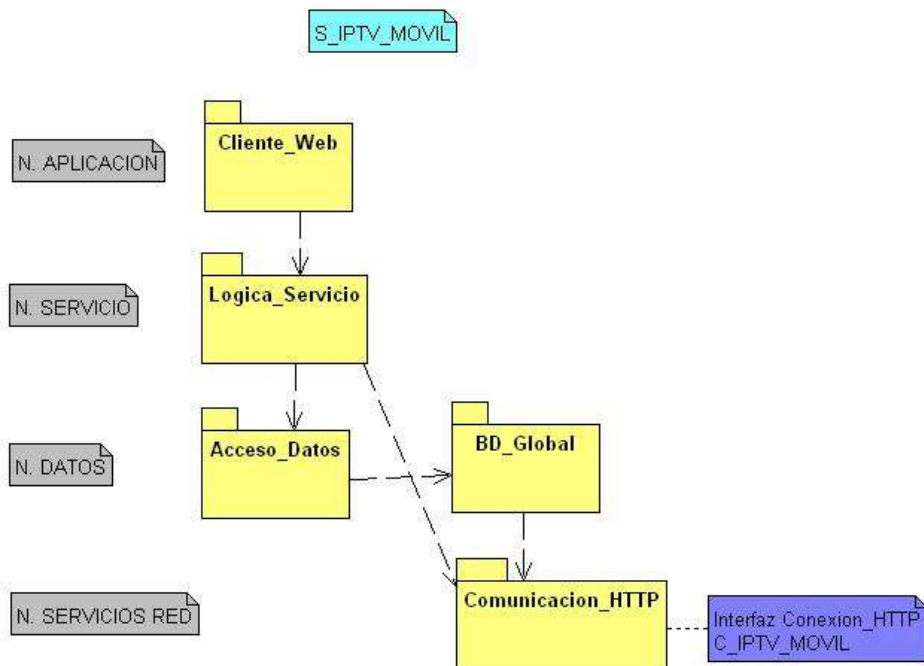 S_IPTV_MOVIL
Cliente_Web
N. APLICACION
Logica_Servicio
N. SERVICIO
Acceso_Datos
BD_Global
N. DATOS
Comunicacion_HTTP
N. SERVICIOS RED
Interfaz Conexion_HTTP
C_IPTV_MOVIL